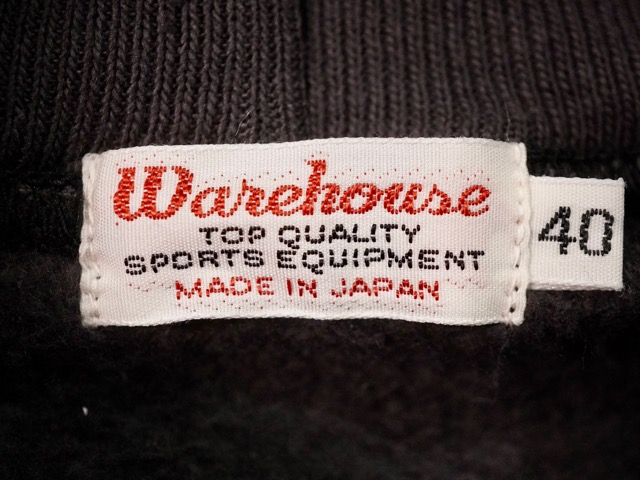 Warehouse
TOP QUALITY
SPORTS EQUIPMENT
MADE IN JAPAN
40